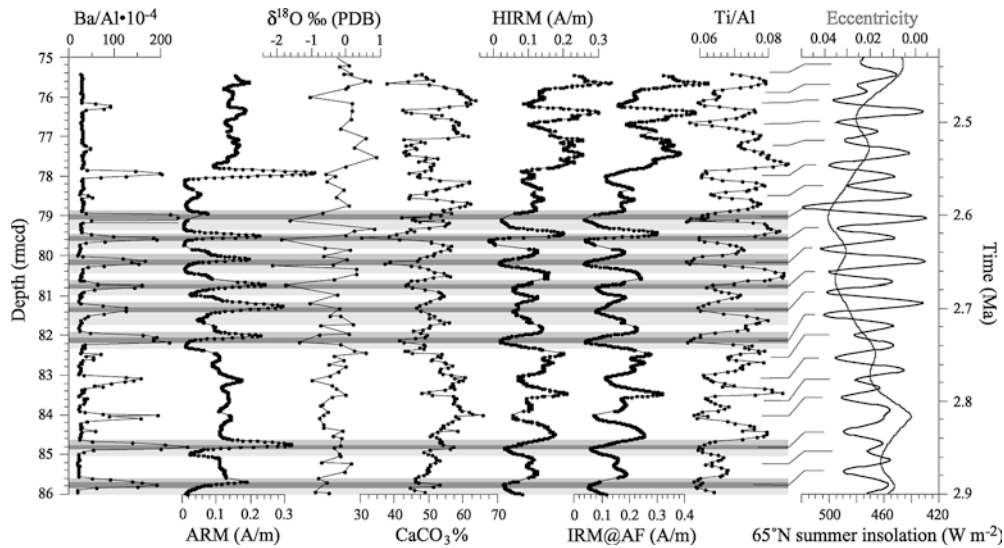 Ba/Al•10-4 δ18O ‰ (PDB) HIRM (A/m) Ti/Al Eccentricity
0 100 200 -2 -1 0 1 0 0.1 0.2 0.3 0.06 0.08 0.04 0.02 0.00
75
76
2.5
77
78
79
2.6
Depth (rmcd)
80
Time (Ma)
81
2.7
82
83
2.8
84
85
86
2.9
0 0.1 0.2 0.3 40 50 60 70 0 0.1 0.2 0.3 0.4 500 460 420
ARM (A/m) CaCO3% IRM@AF (A/m) 65°N summer insolation (W m-2)